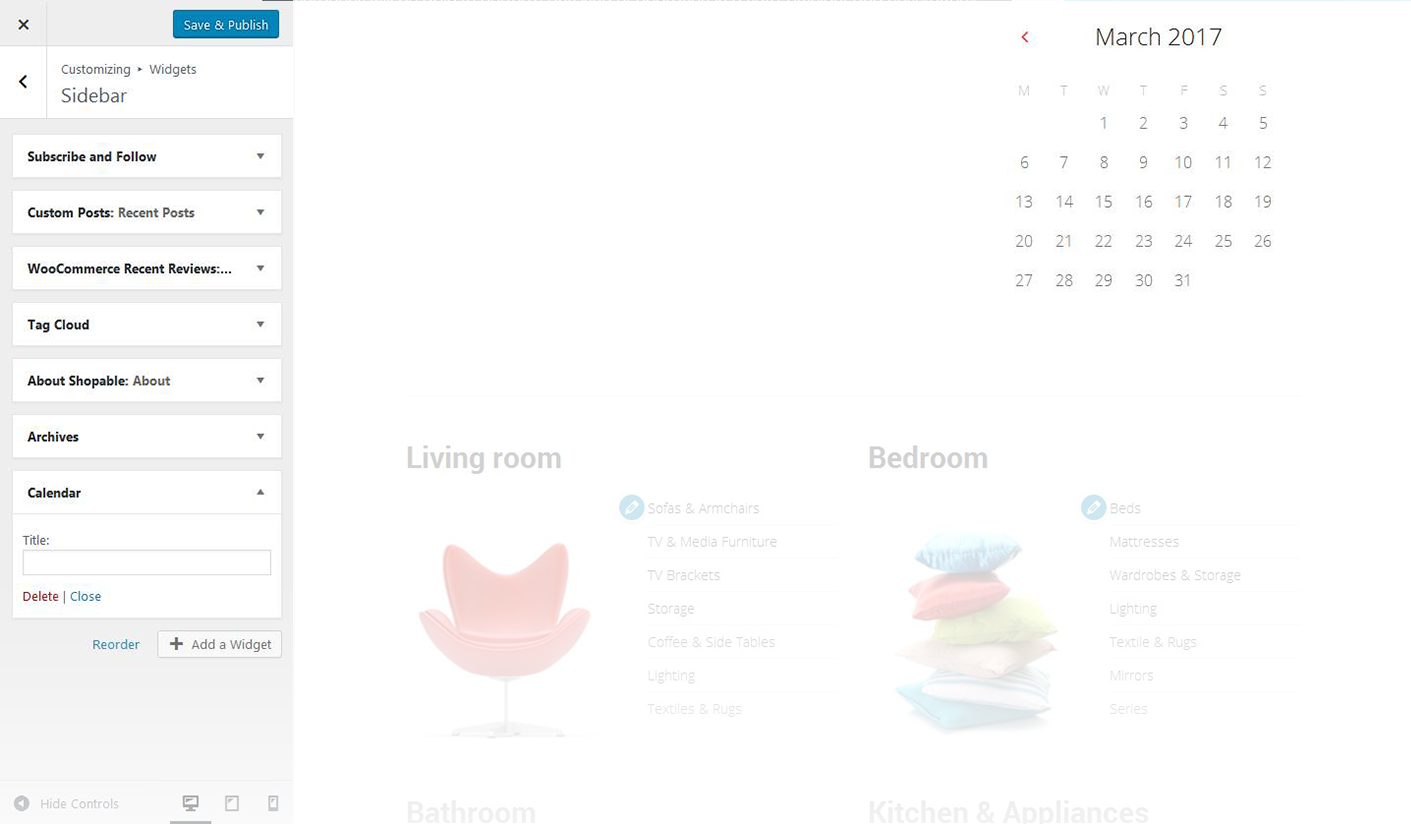 Save & Publish
Customizing ▸ Widgets
Sidebar
Subscribe and Follow
Custom Posts: Recent Posts
WooCommerce Recent Reviews:...
Tag Cloud
About Shopable: About
Archives
Calendar
Title:
Delete | Close
Reorder
Add a Widget
Hide Controls
March 2017
M T W T F S S
1 2 3 4 5
6 7 8 9 10 11 12
13 14 15 16 17 18 19
20 21 22 23 24 25 26
27 28 29 30 31
Living room
Sofas & Armchairs
TV & Media Furniture
TV Brackets
Storage
Coffee & Side Tables
Lighting
Textiles & Rugs
Bedroom
Beds
Mattresses
Wardrobes & Storage
Lighting
Textile & Rugs
Mirrors
Series
Bathroom
Kitchen & Appliances